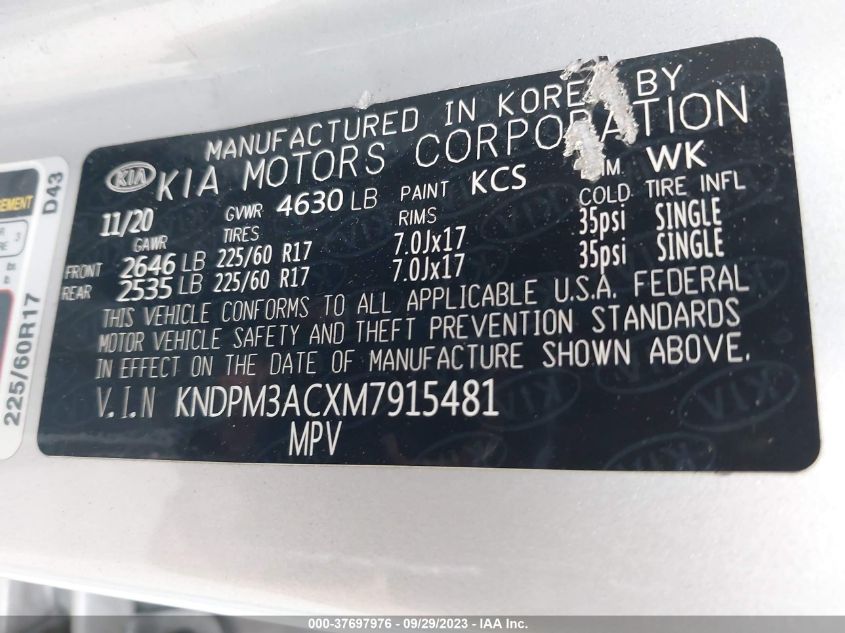 MANUFACTURED IN KOREA BY
KIA KIA MOTORS CORPORATION
11/20 GVWR 4630 LB PAINT KCS WK
GAWR TIRES RIMS COLD TIRE INFL
FRONT 2646 LB 225/60 R17 7.0Jx17 35psi SINGLE
REAR 2535 LB 225/60 R17 7.0Jx17 35psi SINGLE
THIS VEHICLE CONFORMS TO ALL APPLICABLE U.S.A. FEDERAL
MOTOR VEHICLE SAFETY AND THEFT PREVENTION STANDARDS
IN EFFECT ON THE DATE OF MANUFACTURE SHOWN ABOVE.
V.I.N KNDPM3ACXM7915481
MPV
D43
225/60R17
000-37697976 - 09/29/2023 - IAA Inc.